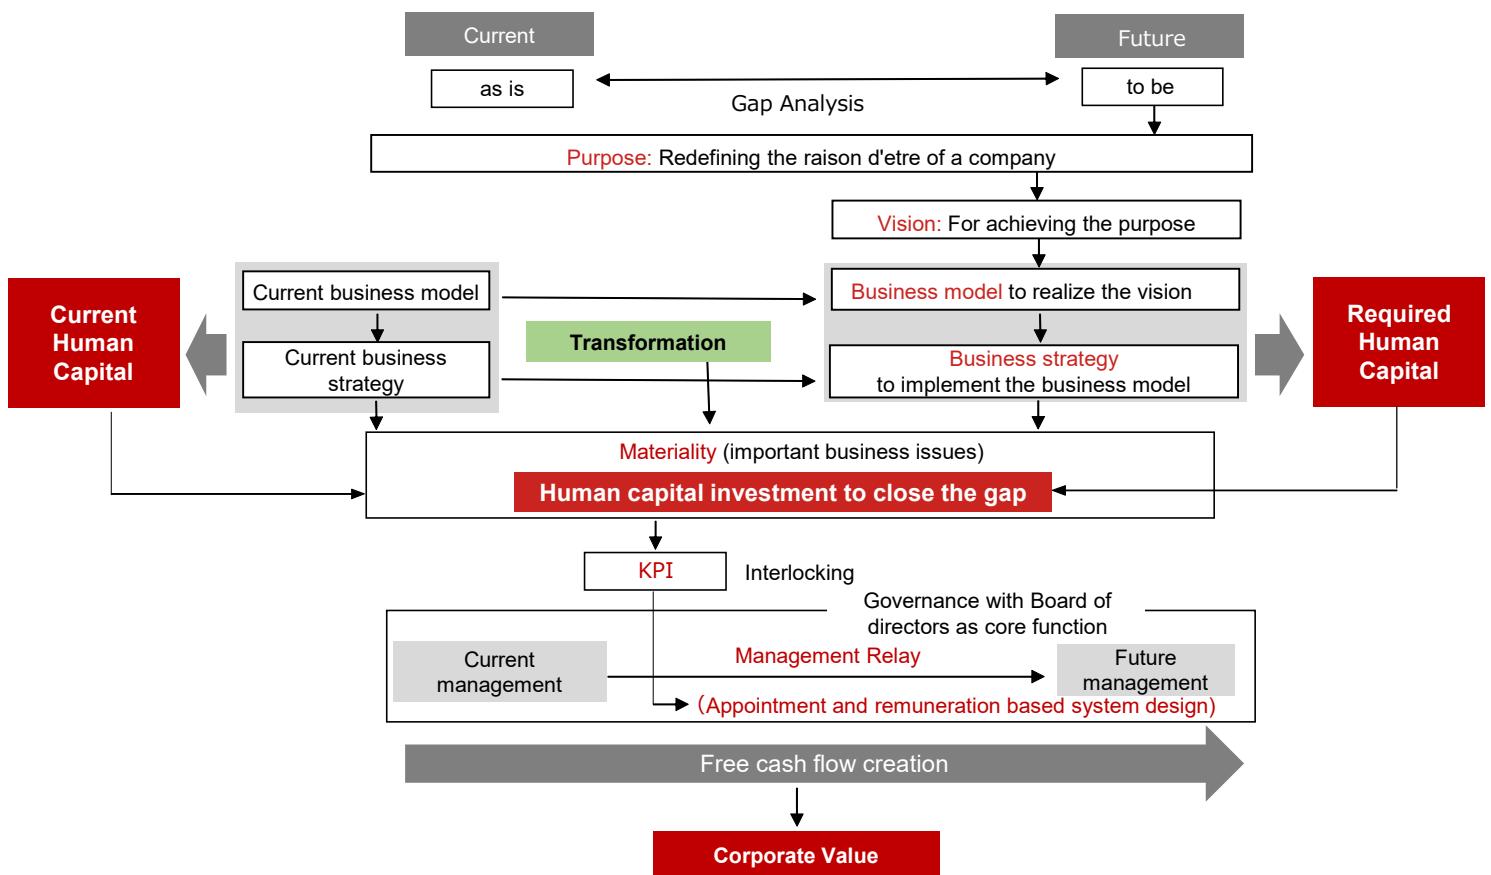 Current
Future
as is
to be
Gap Analysis
Purpose: Redefining the raison d'etre of a company
Vision: For achieving the purpose
Current
Human
Capital
Current business model
Business model to realize the vision
Required
Human
Capital
Transformation
Current business
strategy
Business strategy
to implement the business model
Materiality (important business issues)
Human capital investment to close the gap
KPI
Interlocking
Governance with Board of
directors as core function
Current
management
Management Relay
Future
management
(Appointment and remuneration based system design)
Free cash flow creation
Corporate Value